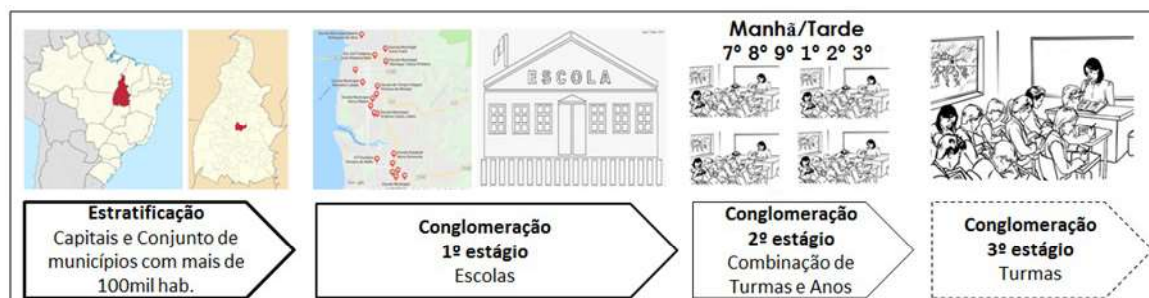 Manhã/Tarde
7º 8º 9º 1º 2º 3º
ESCOLA
Estratificação
Capitais e Conjunto de
municípios com mais de
100mil hab.
Conglomeração
1º estágio
Escolas
Conglomeração
2º estágio
Combinação de
Turmas e Anos
Conglomeração
3º estágio
Turmas